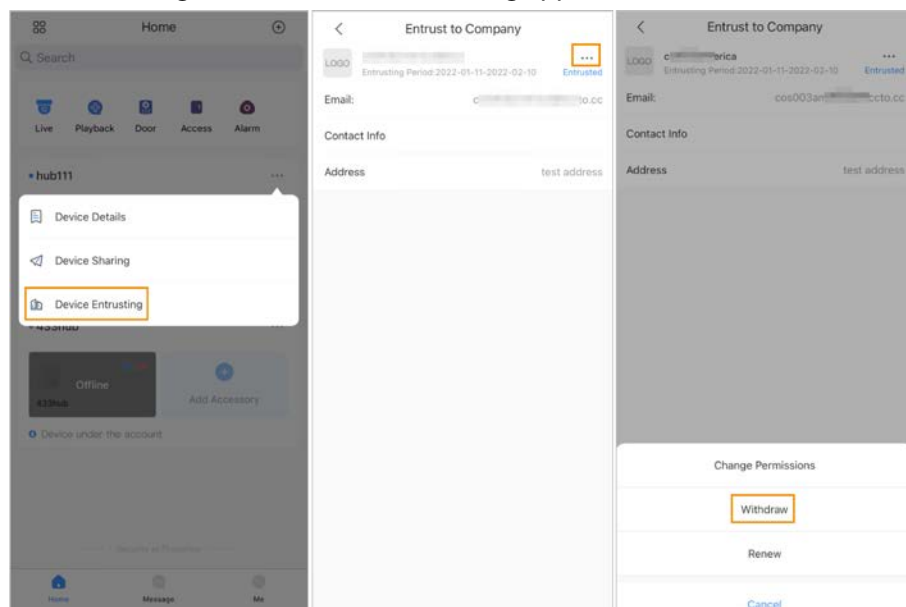 Home
Search
Live Playback Door Access Alarm
hub111
Device Details
Device Sharing
Device Entrusting
433hub
Offline
433hub
Add Accessory
Device under the account
Home Message Me
Entrust to Company
LOGO
Entrusting Period:2022-01-11-2022-02-10 Entrusted
Email:
Contact Info
Address test address
Entrust to Company
LOGO
Entrusting Period:2022-01-11-2022-02-10 Entrusted
Email:
Contact Info
Address test address
Change Permissions
Withdraw
Renew
Cancel